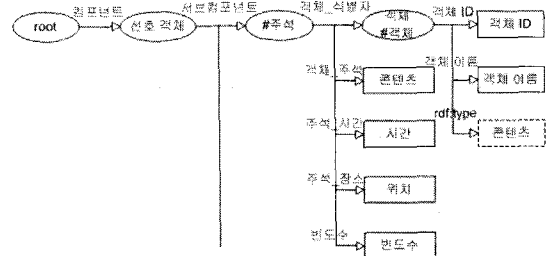 root
컴포넌트
선호 객체
서브컴포넌트
#주석
객체_식별자
객체
#객체
객체 ID
객체 ID
객체_주석
콘텐츠
객체 이름
객체 이름
rdf:type
콘텐츠
주석_시간
시간
주석_장소
위치
빈도수
빈도수